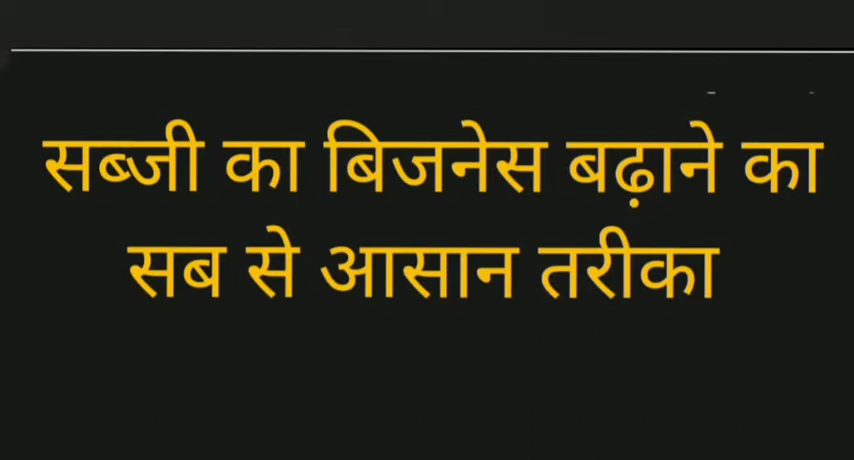 सब्जी का बिजनेस बढ़ाने का
सब से आसान तरीका